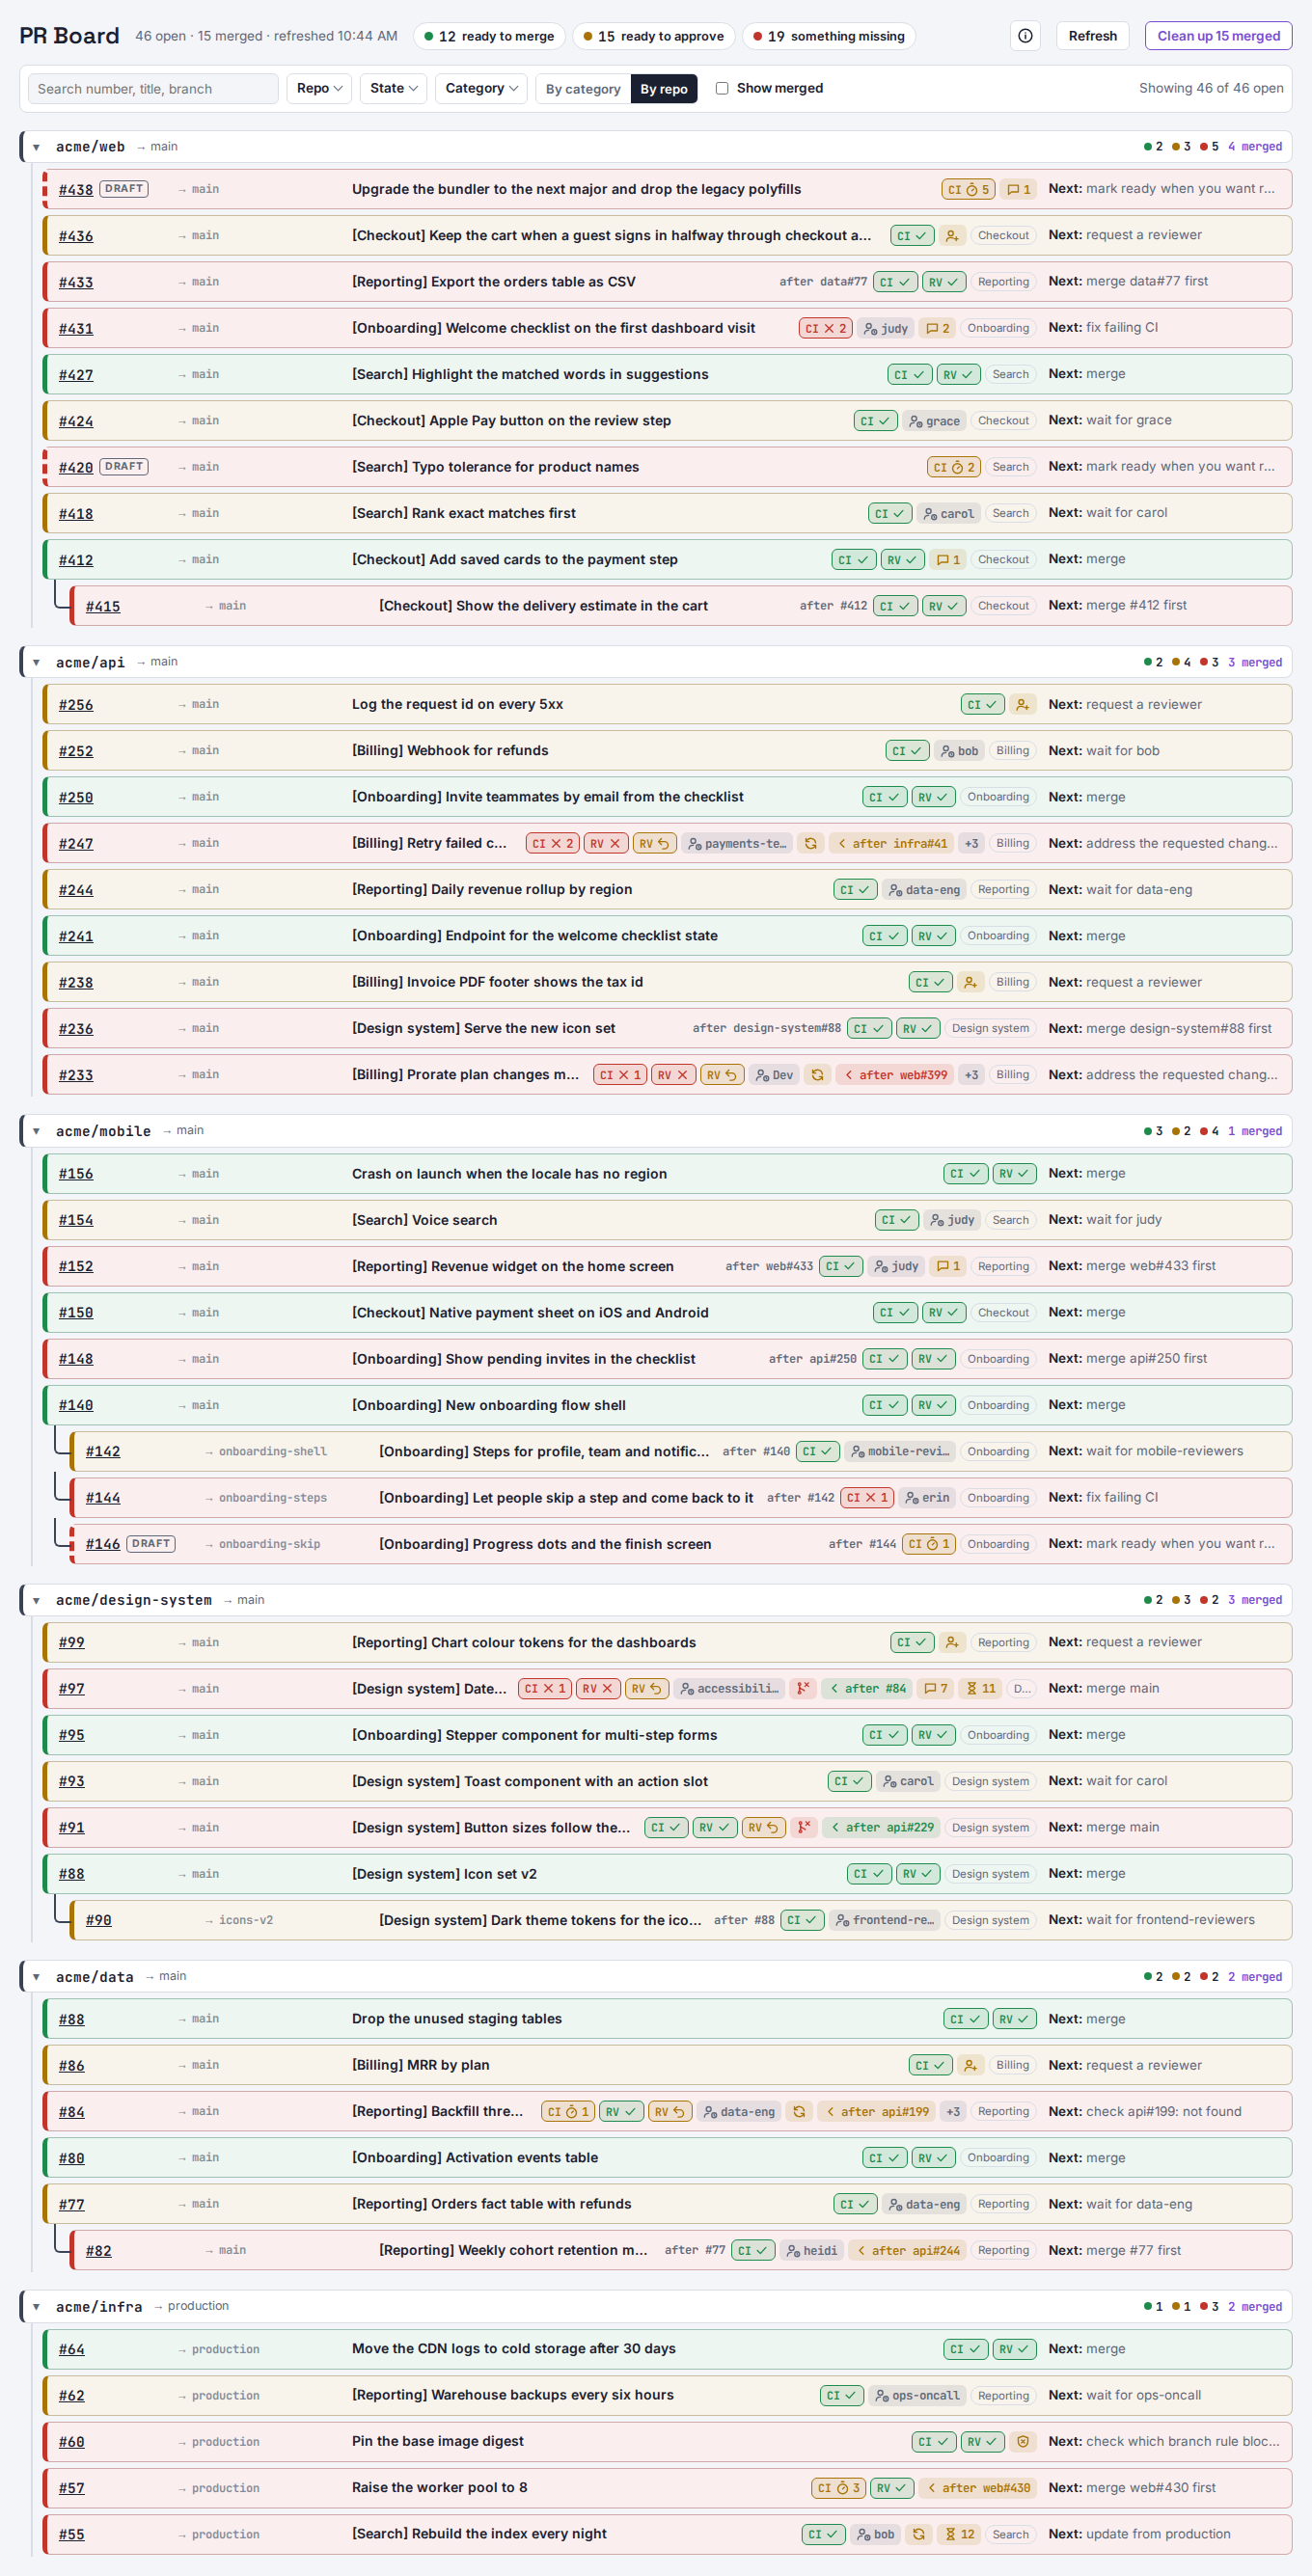 PR Board 46 open · 15 merged · refreshed 10:44 AM 12 ready to merge 15 ready to approve 19 something missing Refresh Clean up 15 merged
Search number, title, branch Repo State Category By category By repo Show merged Showing 46 of 46 open
acme/web → main 2 3 5 4 merged
#438 DRAFT → main Upgrade the bundler to the next major and drop the legacy polyfills CI 5 1 Next: mark ready when you want r...
#436 → main [Checkout] Keep the cart when a guest signs in halfway through checkout a... CI Checkout Next: request a reviewer
#433 → main [Reporting] Export the orders table as CSV after data#77 CI RV Reporting Next: merge data#77 first
#431 → main [Onboarding] Welcome checklist on the first dashboard visit CI 2 judy 2 Onboarding Next: fix failing CI
#427 → main [Search] Highlight the matched words in suggestions CI RV Search Next: merge
#424 → main [Checkout] Apple Pay button on the review step CI grace Checkout Next: wait for grace
#420 DRAFT → main [Search] Typo tolerance for product names CI 2 Search Next: mark ready when you want r...
#418 → main [Search] Rank exact matches first CI carol Search Next: wait for carol
#412 → main [Checkout] Add saved cards to the payment step CI RV 1 Checkout Next: merge
#415 → main [Checkout] Show the delivery estimate in the cart after #412 CI RV Checkout Next: merge #412 first
acme/api → main 2 4 3 3 merged
#256 → main Log the request id on every 5xx CI Next: request a reviewer
#252 → main [Billing] Webhook for refunds CI bob Billing Next: wait for bob
#250 → main [Onboarding] Invite teammates by email from the checklist CI RV Onboarding Next: merge
#247 → main [Billing] Retry failed c... CI 2 RV RV payments-te... after infra#41 +3 Billing Next: address the requested chang...
#244 → main [Reporting] Daily revenue rollup by region CI data-eng Reporting Next: wait for data-eng
#241 → main [Onboarding] Endpoint for the welcome checklist state CI RV Onboarding Next: merge
#238 → main [Billing] Invoice PDF footer shows the tax id CI Billing Next: request a reviewer
#236 → main [Design system] Serve the new icon set after design-system#88 CI RV Design system Next: merge design-system#88 first
#233 → main [Billing] Prorate plan changes m... CI 1 RV RV Dev after web#399 +3 Billing Next: address the requested chang...
acme/mobile → main 3 2 4 1 merged
#156 → main Crash on launch when the locale has no region CI RV Next: merge
#154 → main [Search] Voice search CI judy Search Next: wait for judy
#152 → main [Reporting] Revenue widget on the home screen after web#433 CI judy 1 Reporting Next: merge web#433 first
#150 → main [Checkout] Native payment sheet on iOS and Android CI RV Checkout Next: merge
#148 → main [Onboarding] Show pending invites in the checklist after api#250 CI RV Onboarding Next: merge api#250 first
#140 → main [Onboarding] New onboarding flow shell CI RV Onboarding Next: merge
#142 → onboarding-shell [Onboarding] Steps for profile, team and notific... after #140 CI mobile-revi... Onboarding Next: wait for mobile-reviewers
#144 → onboarding-steps [Onboarding] Let people skip a step and come back to it after #142 CI 1 erin Onboarding Next: fix failing CI
#146 DRAFT → onboarding-skip [Onboarding] Progress dots and the finish screen after #144 CI 1 Onboarding Next: mark ready when you want r...
acme/design-system → main 2 3 2 3 merged
#99 → main [Reporting] Chart colour tokens for the dashboards CI Reporting Next: request a reviewer
#97 → main [Design system] Date... CI 1 RV RV accessibili... after #84 7 11 D... Next: merge main
#95 → main [Onboarding] Stepper component for multi-step forms CI RV Onboarding Next: merge
#93 → main [Design system] Toast component with an action slot CI carol Design system Next: wait for carol
#91 → main [Design system] Button sizes follow the... CI RV RV after api#229 Design system Next: merge main
#88 → main [Design system] Icon set v2 CI RV Design system Next: merge
#90 → icons-v2 [Design system] Dark theme tokens for the ico... after #88 CI frontend-re... Design system Next: wait for frontend-reviewers
acme/data → main 2 2 2 2 merged
#88 → main Drop the unused staging tables CI RV Next: merge
#86 → main [Billing] MRR by plan CI Billing Next: request a reviewer
#84 → main [Reporting] Backfill thre... CI 1 RV RV data-eng after api#199 +3 Reporting Next: check api#199: not found
#80 → main [Onboarding] Activation events table CI RV Onboarding Next: merge
#77 → main [Reporting] Orders fact table with refunds CI data-eng Reporting Next: wait for data-eng
#82 → main [Reporting] Weekly cohort retention m... after #77 CI heidi after api#244 Reporting Next: merge #77 first
acme/infra → production 1 1 3 2 merged
#64 → production Move the CDN logs to cold storage after 30 days CI RV Next: merge
#62 → production [Reporting] Warehouse backups every six hours CI ops-oncall Reporting Next: wait for ops-oncall
#60 → production Pin the base image digest CI RV Next: check which branch rule bloc...
#57 → production Raise the worker pool to 8 CI 3 RV after web#430 Next: merge web#430 first
#55 → production [Search] Rebuild the index every night CI bob 12 Search Next: update from production